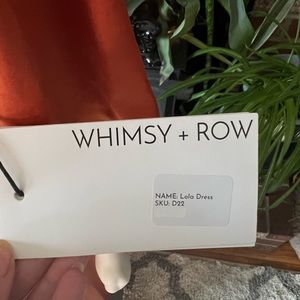 WHIMSY + ROW
NAME: Lola Dress
SKU: D22